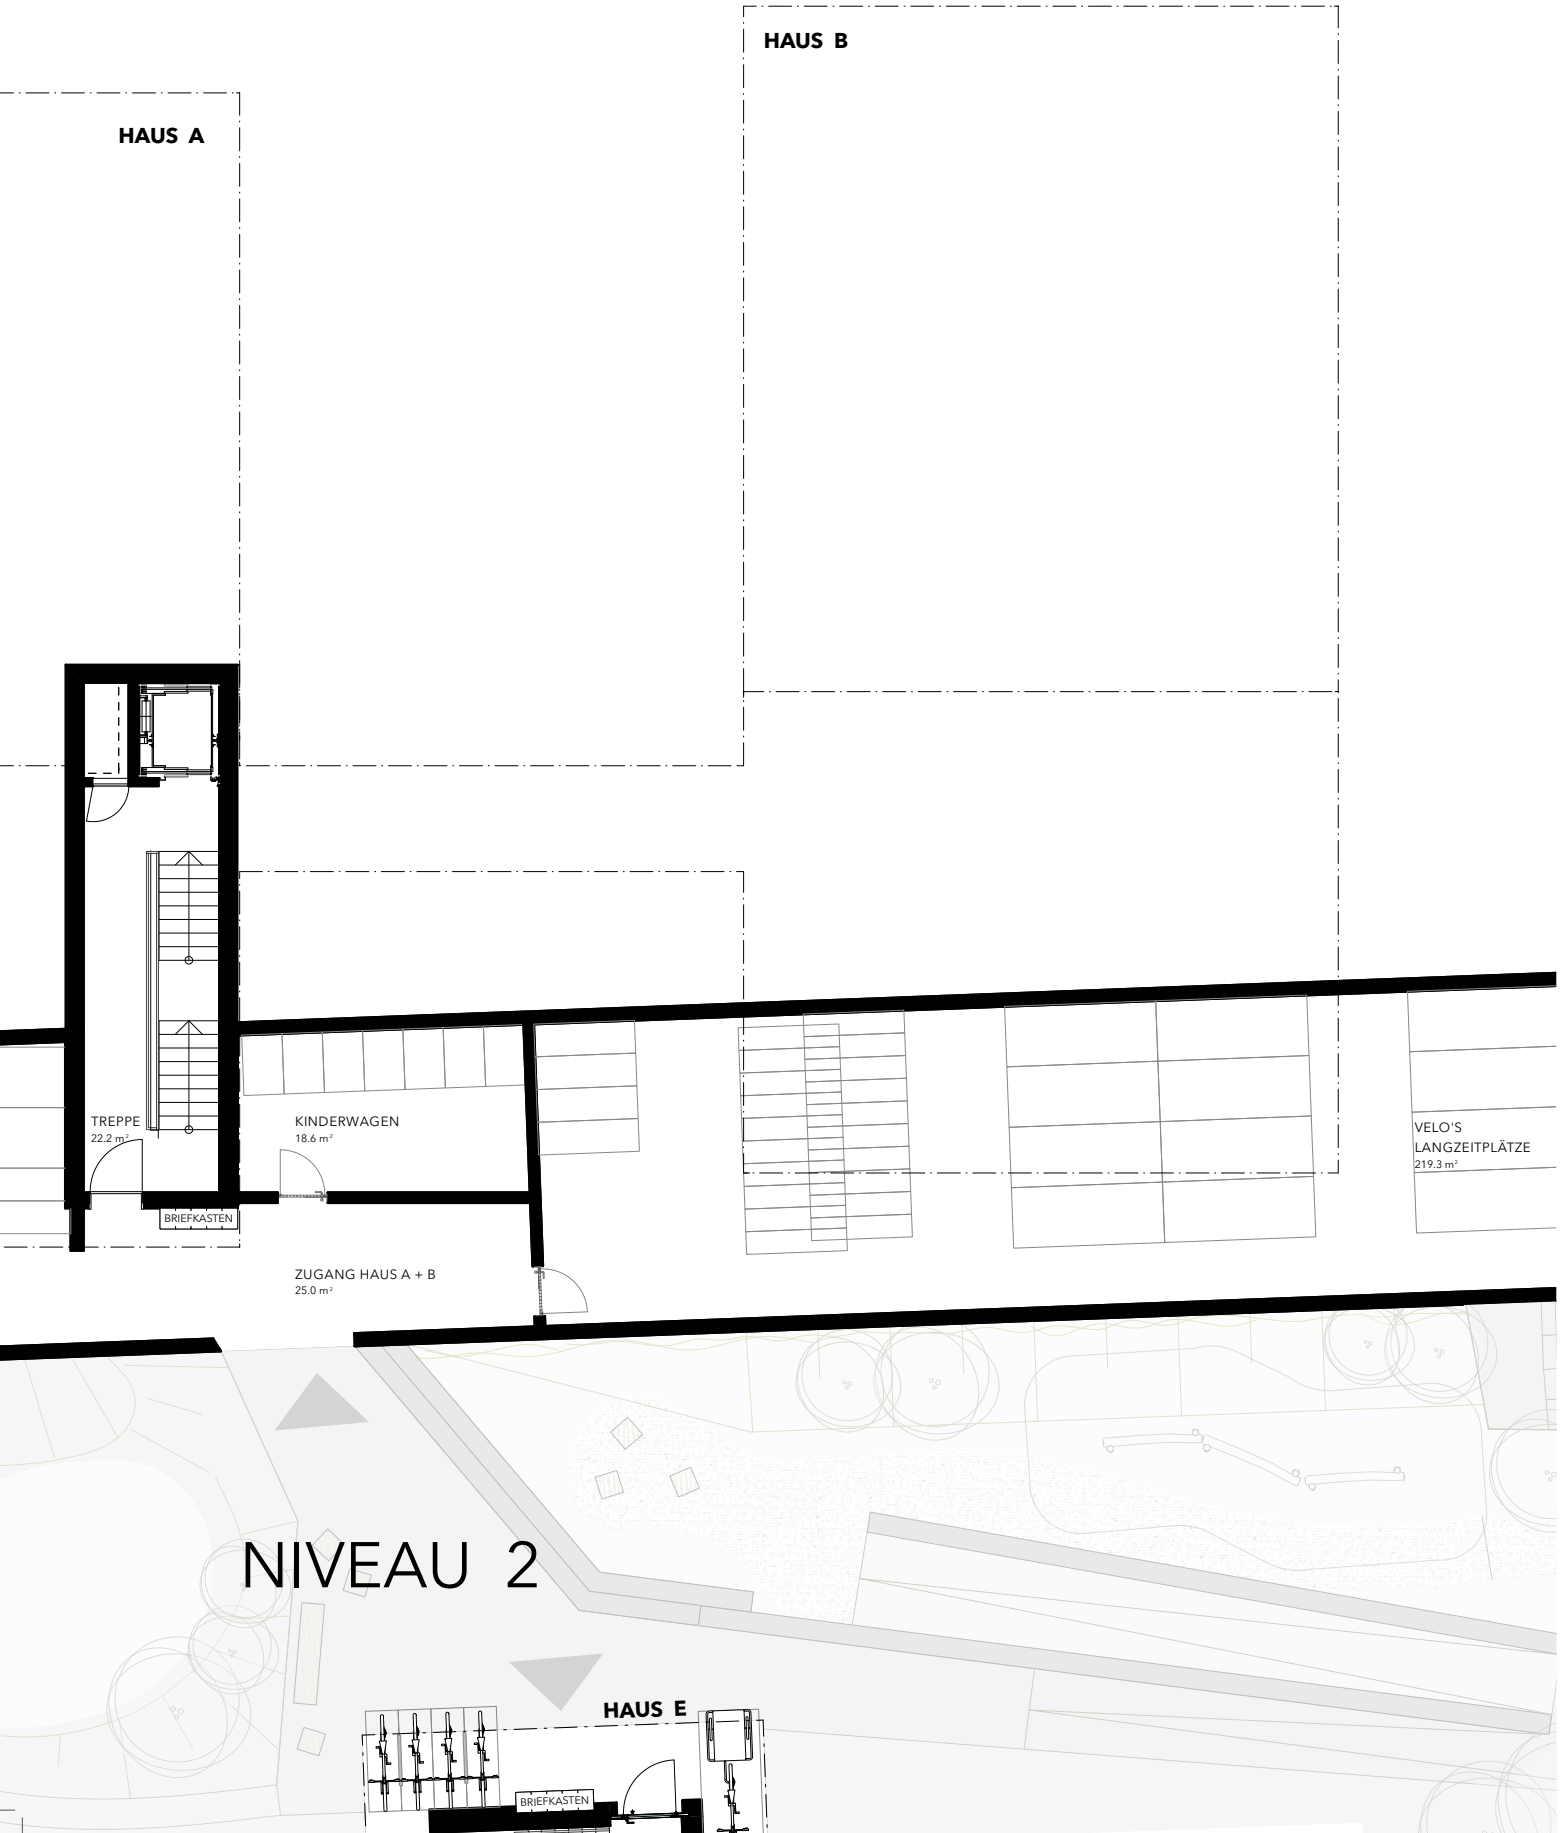 HAUS B
HAUS A
TREPPE
22.2 m²
KINDERWAGEN
18.6 m²
VELO'S
LANGZEITPLÄTZE
219.3 m²
BRIEFKASTEN
ZUGANG HAUS A + B
25.0 m²
NIVEAU 2
HAUS E
BRIEFKASTEN